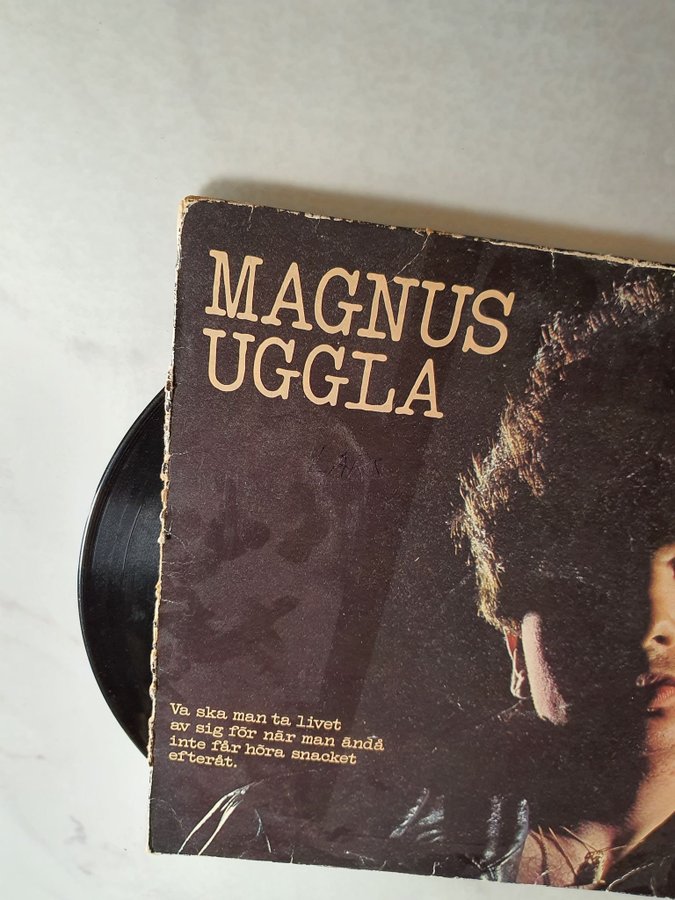 MAGNUS
UGGLA
Va ska man ta livet
av sig för när man ändå
inte får höra snacket
efteråt.